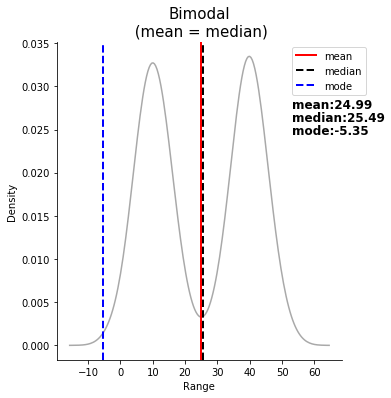 Bimodal
(mean = median)
mean
median
mode
mean:24.99
median:25.49
mode:-5.35
Density
0.035
0.030
0.025
0.020
0.015
0.010
0.005
0.000
−10 0 10 20 30 40 50 60
Range